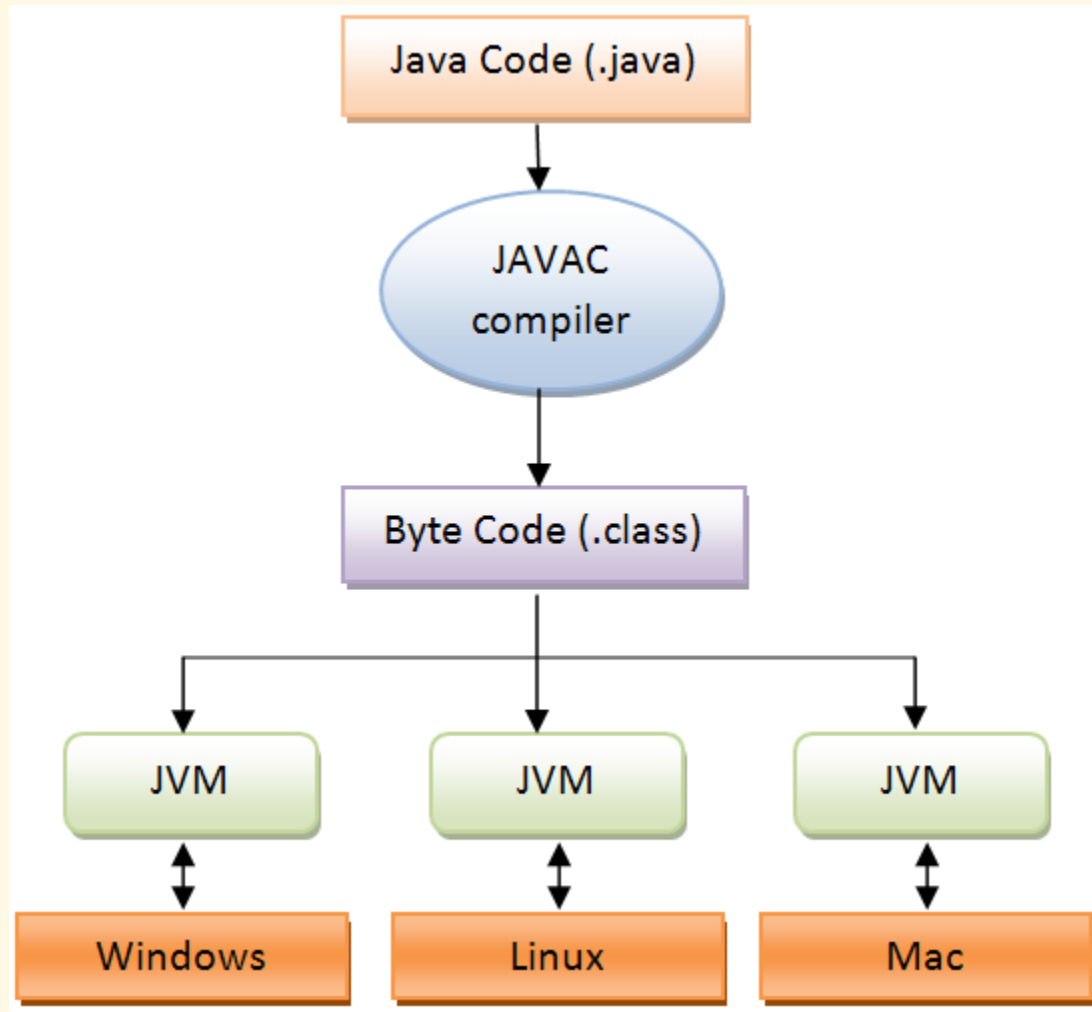 Java Code (.java)
JAVAC
compiler
Byte Code (.class)
JVM
JVM
JVM
Windows
Linux
Mac